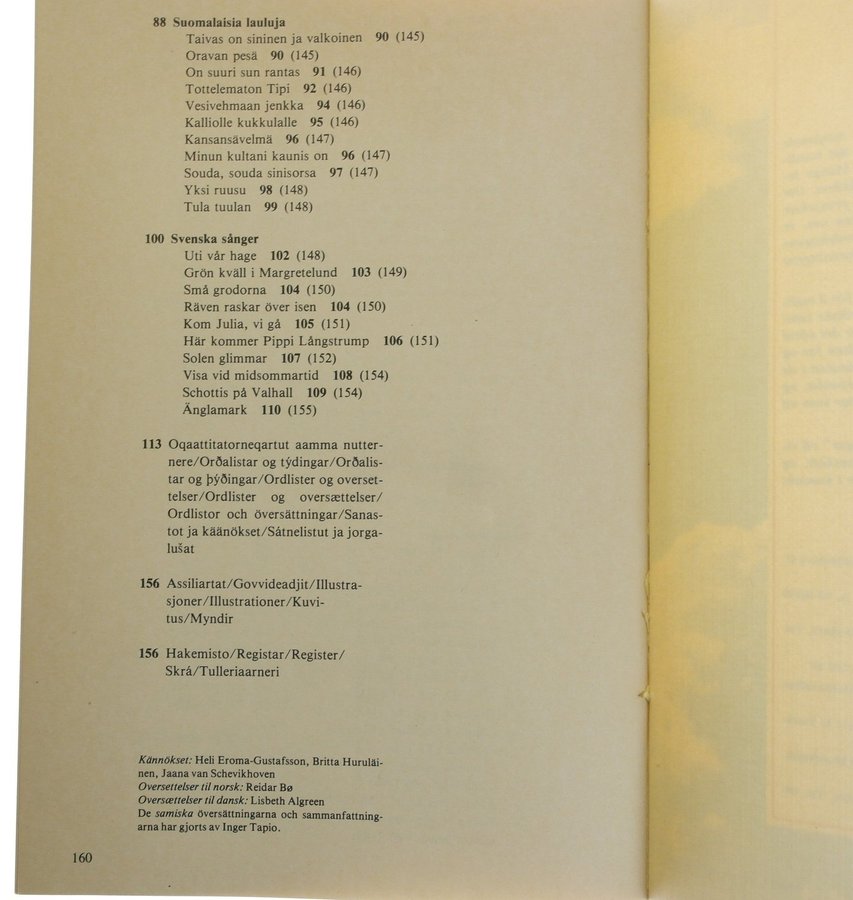 88 Suomalaisia lauluja
Taivas on sininen ja valkoinen 90 (145)
Oravan pesä 90 (145)
On suuri sun rantas 91 (146)
Tottelematon Tipi 92 (146)
Vesivehmaan jenkka 94 (146)
Kalliolle kukkulalle 95 (146)
Kansansävelmä 96 (147)
Minun kultani kaunis on 96 (147)
Souda, souda sinisorsa 97 (147)
Yksi ruusu 98 (148)
Tula tuulan 99 (148)
100 Svenska sånger
Uti vår hage 102 (148)
Grön kväll i Margretelund 103 (149)
Små grodorna 104 (150)
Räven raskar över isen 104 (150)
Kom Julia, vi gå 105 (151)
Här kommer Pippi Långstrump 106 (151)
Solen glimmar 107 (152)
Visa vid midsommartid 108 (154)
Schottis på Valhall 109 (154)
Änglamark 110 (155)
113 Oqaattitatorneqartut aamma nutter-
nere/Orðalistar og týdingar/Orðalis-
tar og þýðingar/Ordlister og overset-
telser/Ordlister og oversættelser/
Ordlistor och översättningar/Sanas-
tot ja käänökset/Sátnelistut ja jorga-
lušat
156 Assiliartat/Govvideadjit/Illustra-
sjoner/Illustrationer/Kuvi-
tus/Myndir
156 Hakemisto/Registar/Register/
Skrá/Tulleriaarneri
Kännökset: Heli Eroma-Gustafsson, Britta Huruläi-
nen, Jaana van Schevikhoven
Oversettelser til norsk: Reidar Bø
Oversættelser til dansk: Lisbeth Algreen
De samiska översättningarna och sammanfattning-
arna har gjorts av Inger Tapio.
160